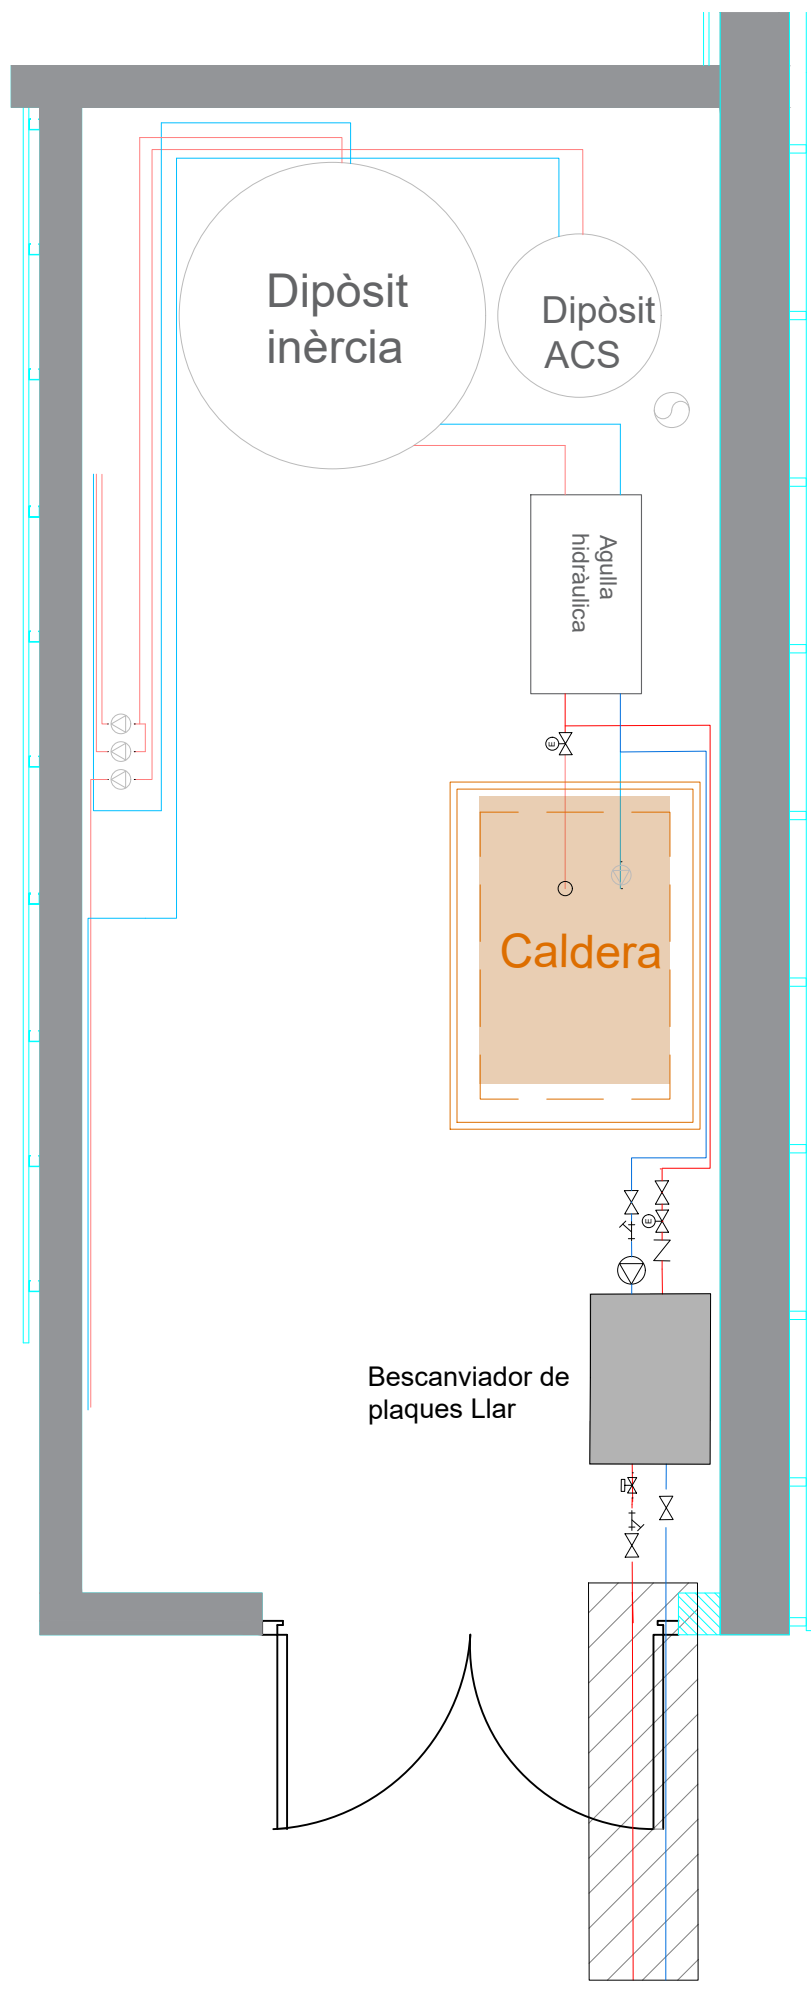 Dipòsit
inèrcia
Dipòsit
ACS
Agulla
hidràulica
E
Caldera
E
Bescanviador de
plaques Llar